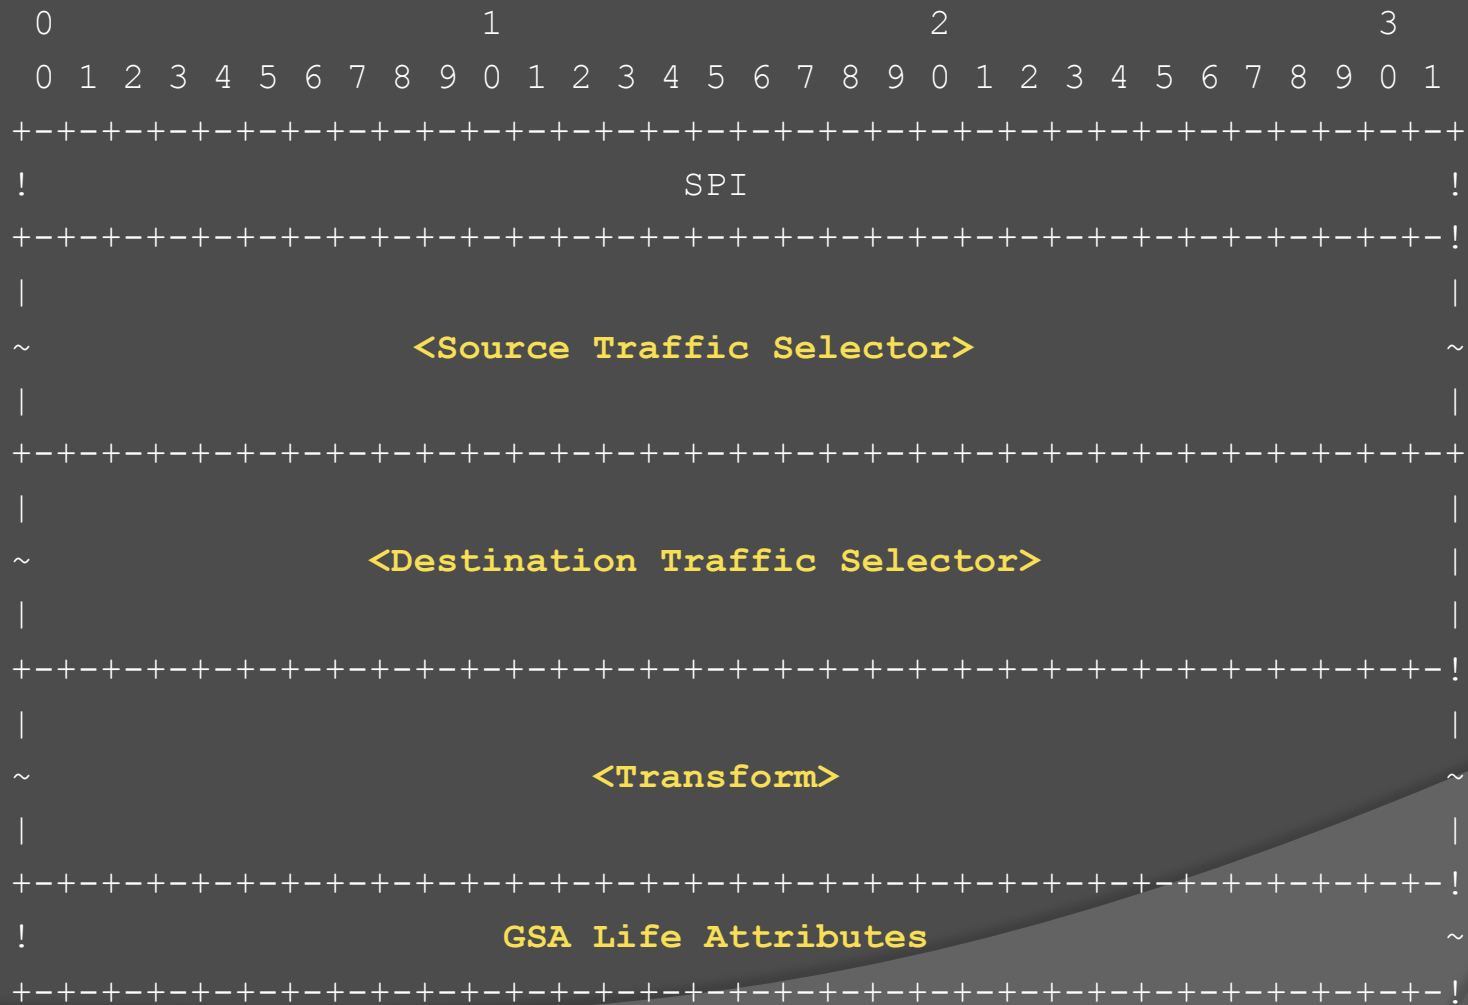 0                   1                   2                   3
 0 1 2 3 4 5 6 7 8 9 0 1 2 3 4 5 6 7 8 9 0 1 2 3 4 5 6 7 8 9 0 1
+-+-+-+-+-+-+-+-+-+-+-+-+-+-+-+-+-+-+-+-+-+-+-+-+-+-+-+-+-+-+-+-+
!                             SPI                               !
+-+-+-+-+-+-+-+-+-+-+-+-+-+-+-+-+-+-+-+-+-+-+-+-+-+-+-+-+-+-+-+-!
|                                                               |
~                 <Source Traffic Selector>                     ~
|                                                               |
+-+-+-+-+-+-+-+-+-+-+-+-+-+-+-+-+-+-+-+-+-+-+-+-+-+-+-+-+-+-+-+-+
|                                                               |
~               <Destination Traffic Selector>                  |
|                                                               |
+-+-+-+-+-+-+-+-+-+-+-+-+-+-+-+-+-+-+-+-+-+-+-+-+-+-+-+-+-+-+-+-!
|                                                               |
~                         <Transform>                           ~
|                                                               |
+-+-+-+-+-+-+-+-+-+-+-+-+-+-+-+-+-+-+-+-+-+-+-+-+-+-+-+-+-+-+-+-!
!                     GSA Life Attributes                       ~
+-+-+-+-+-+-+-+-+-+-+-+-+-+-+-+-+-+-+-+-+-+-+-+-+-+-+-+-+-+-+-+-!